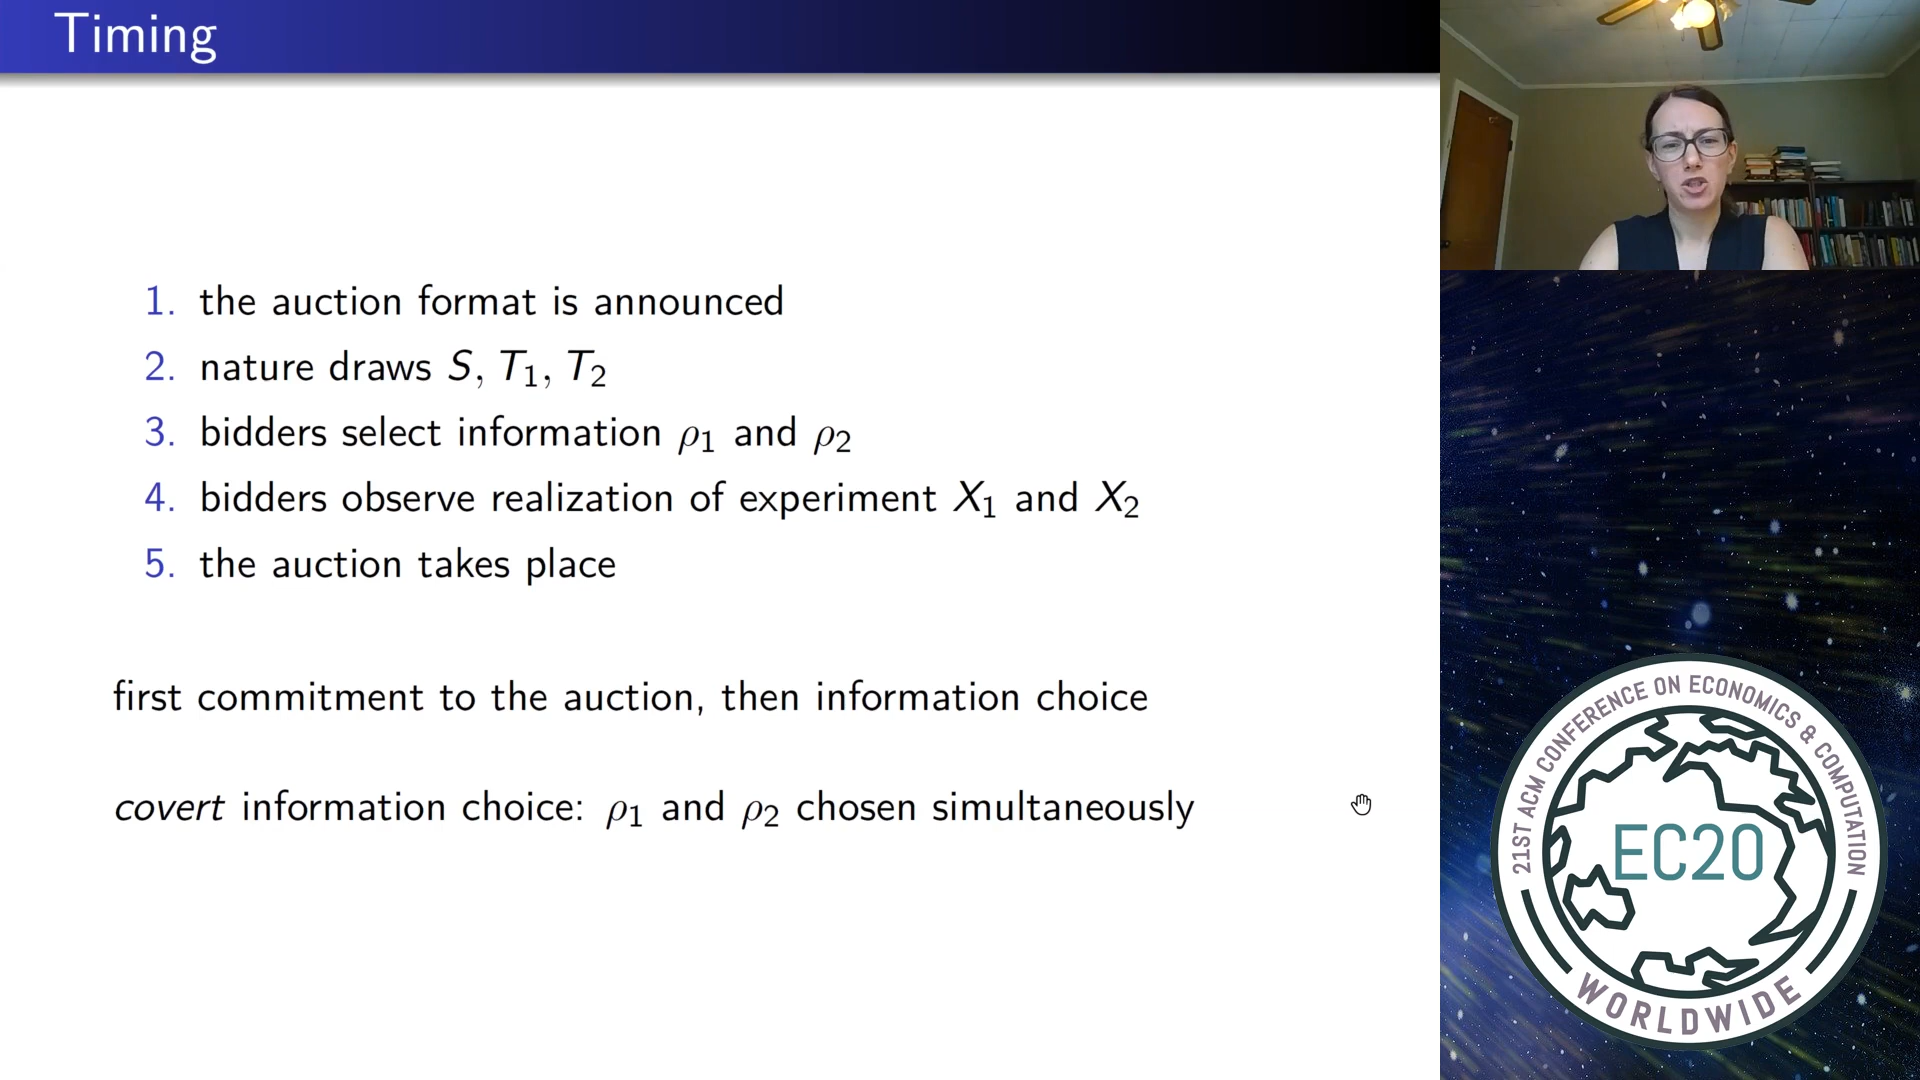 Timing
1. the auction format is announced
2. nature draws S, T₁, T₂
3. bidders select information ρ₁ and ρ₂
4. bidders observe realization of experiment X₁ and X₂
5. the auction takes place
first commitment to the auction, then information choice
covert information choice: ρ₁ and ρ₂ chosen simultaneously
21ST ACM CONFERENCE ON ECONOMICS & COMPUTATION
EC20
WORLDWIDE